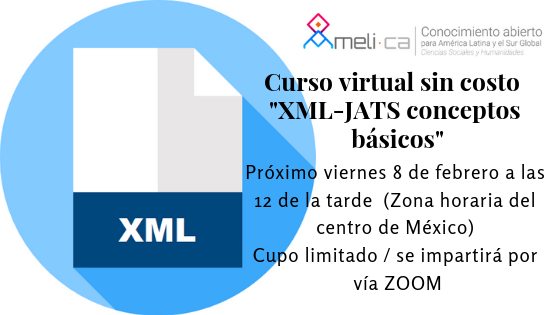 ameli·ca
Conocimiento abierto
para América Latina y el Sur Global
Ciencias Sociales y Humanidades
Curso virtual sin costo
"XML-JATS conceptos
básicos"
Próximo viernes 8 de febrero a las
12 de la tarde (Zona horaria del
centro de México)
Cupo limitado / se impartirá por
vía ZOOM
XML